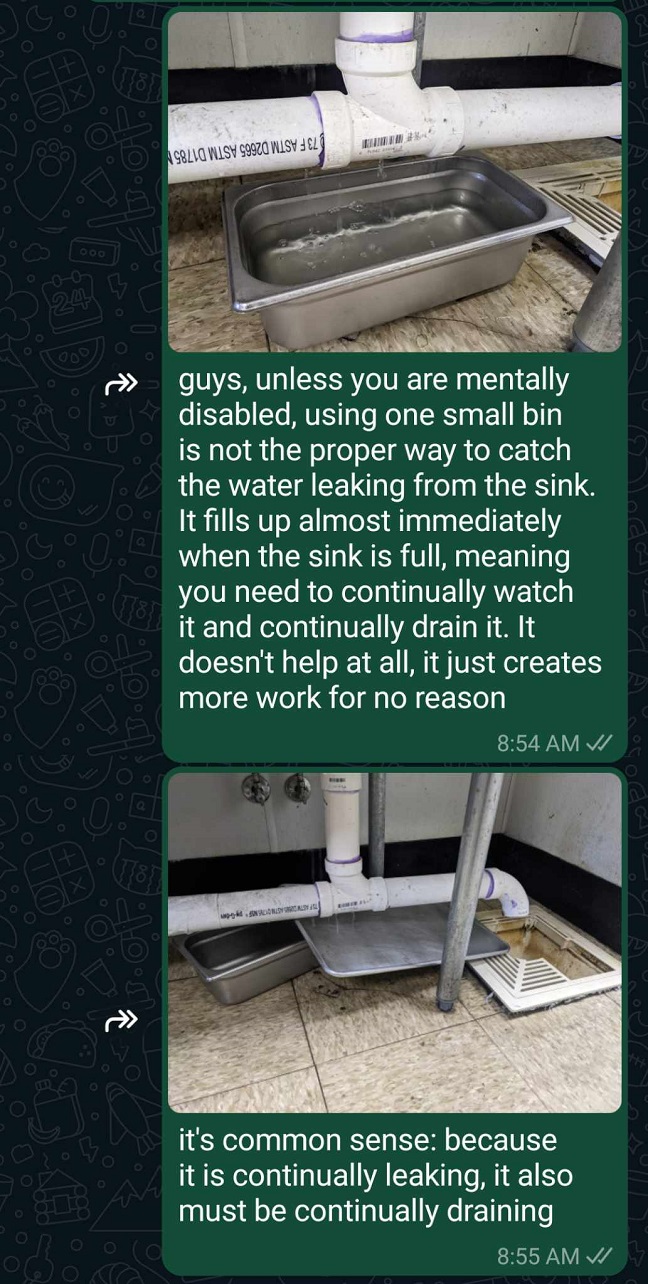 73 F ASTM D2665 ASTM D1785 N
guys, unless you are mentally
disabled, using one small bin
is not the proper way to catch
the water leaking from the sink.
It fills up almost immediately
when the sink is full, meaning
you need to continually watch
it and continually drain it. It
doesn't help at all, it just creates
more work for no reason
8:54 AM
it's common sense: because
it is continually leaking, it also
must be continually draining
8:55 AM
24